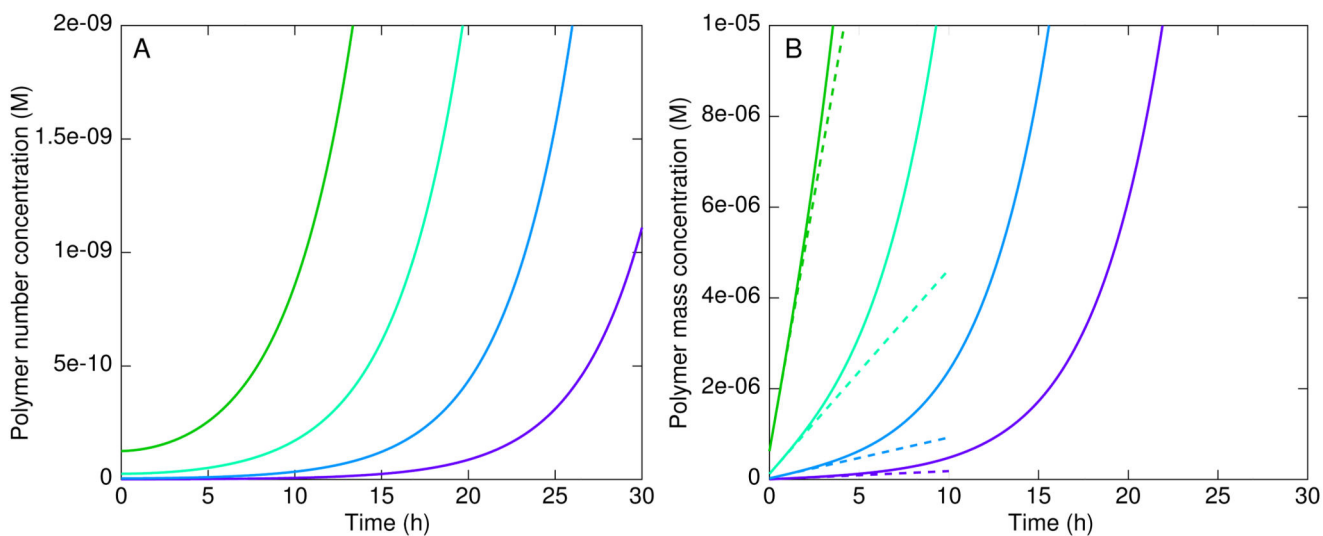 A
Polymer number concentration (M)
2e-09
1.5e-09
1e-09
5e-10
0
0 5 10 15 20 25 30
Time (h)
B
Polymer mass concentration (M)
1e-05
8e-06
6e-06
4e-06
2e-06
0
0 5 10 15 20 25 30
Time (h)